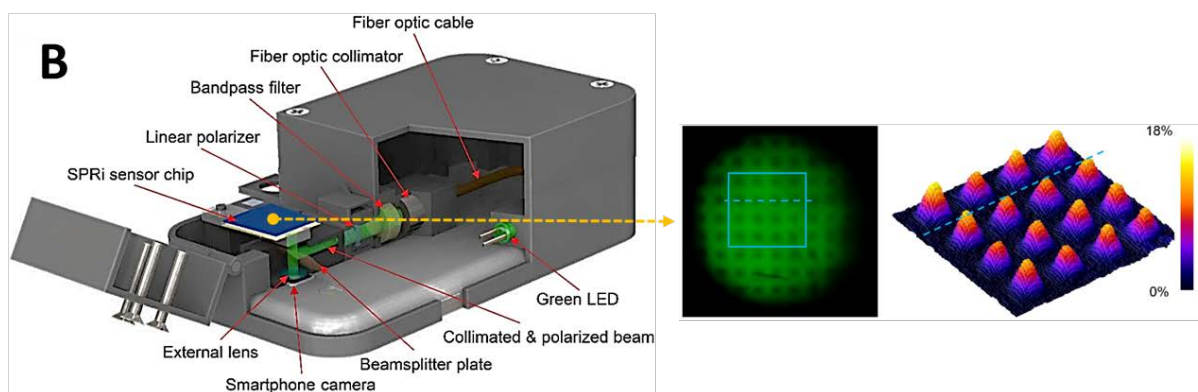 B
Fiber optic cable
Fiber optic collimator
Bandpass filter
Linear polarizer
SPRi sensor chip
Green LED
Collimated & polarized beam
Beamsplitter plate
External lens
Smartphone camera
18%
0%